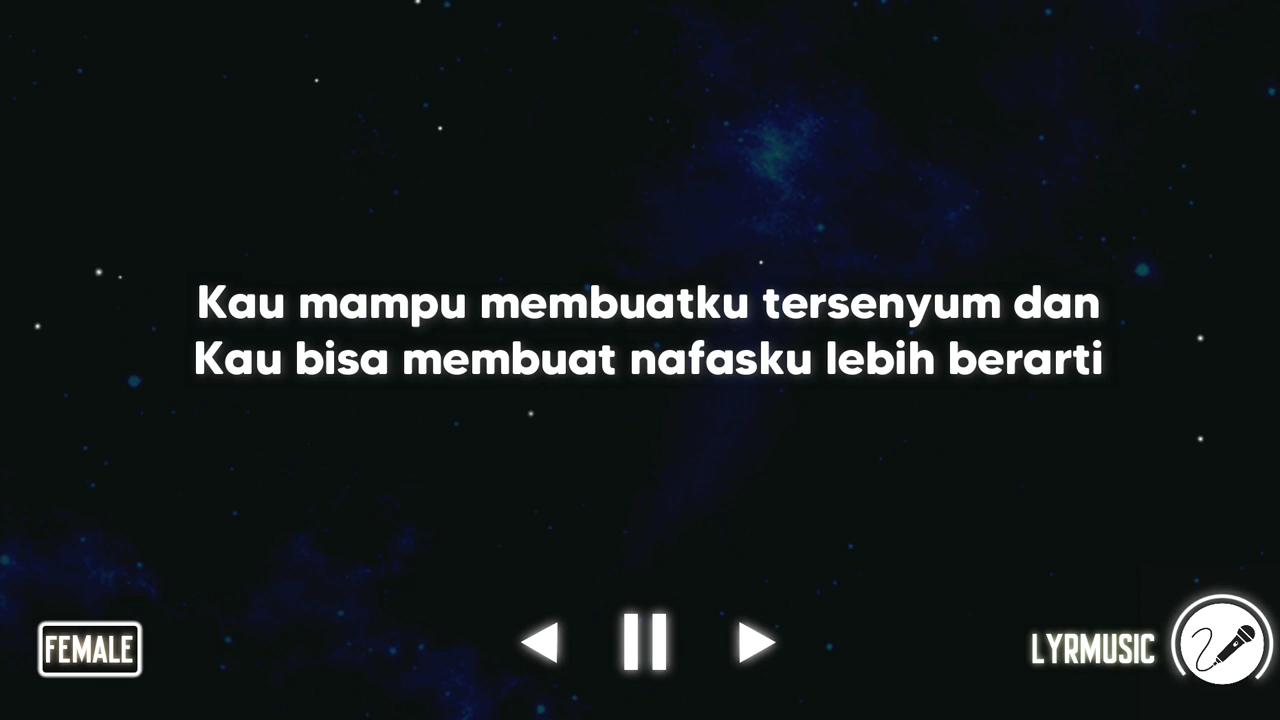 Kau mampu membuatku tersenyum dan
Kau bisa membuat nafasku lebih berarti
FEMALE
LYRMUSIC